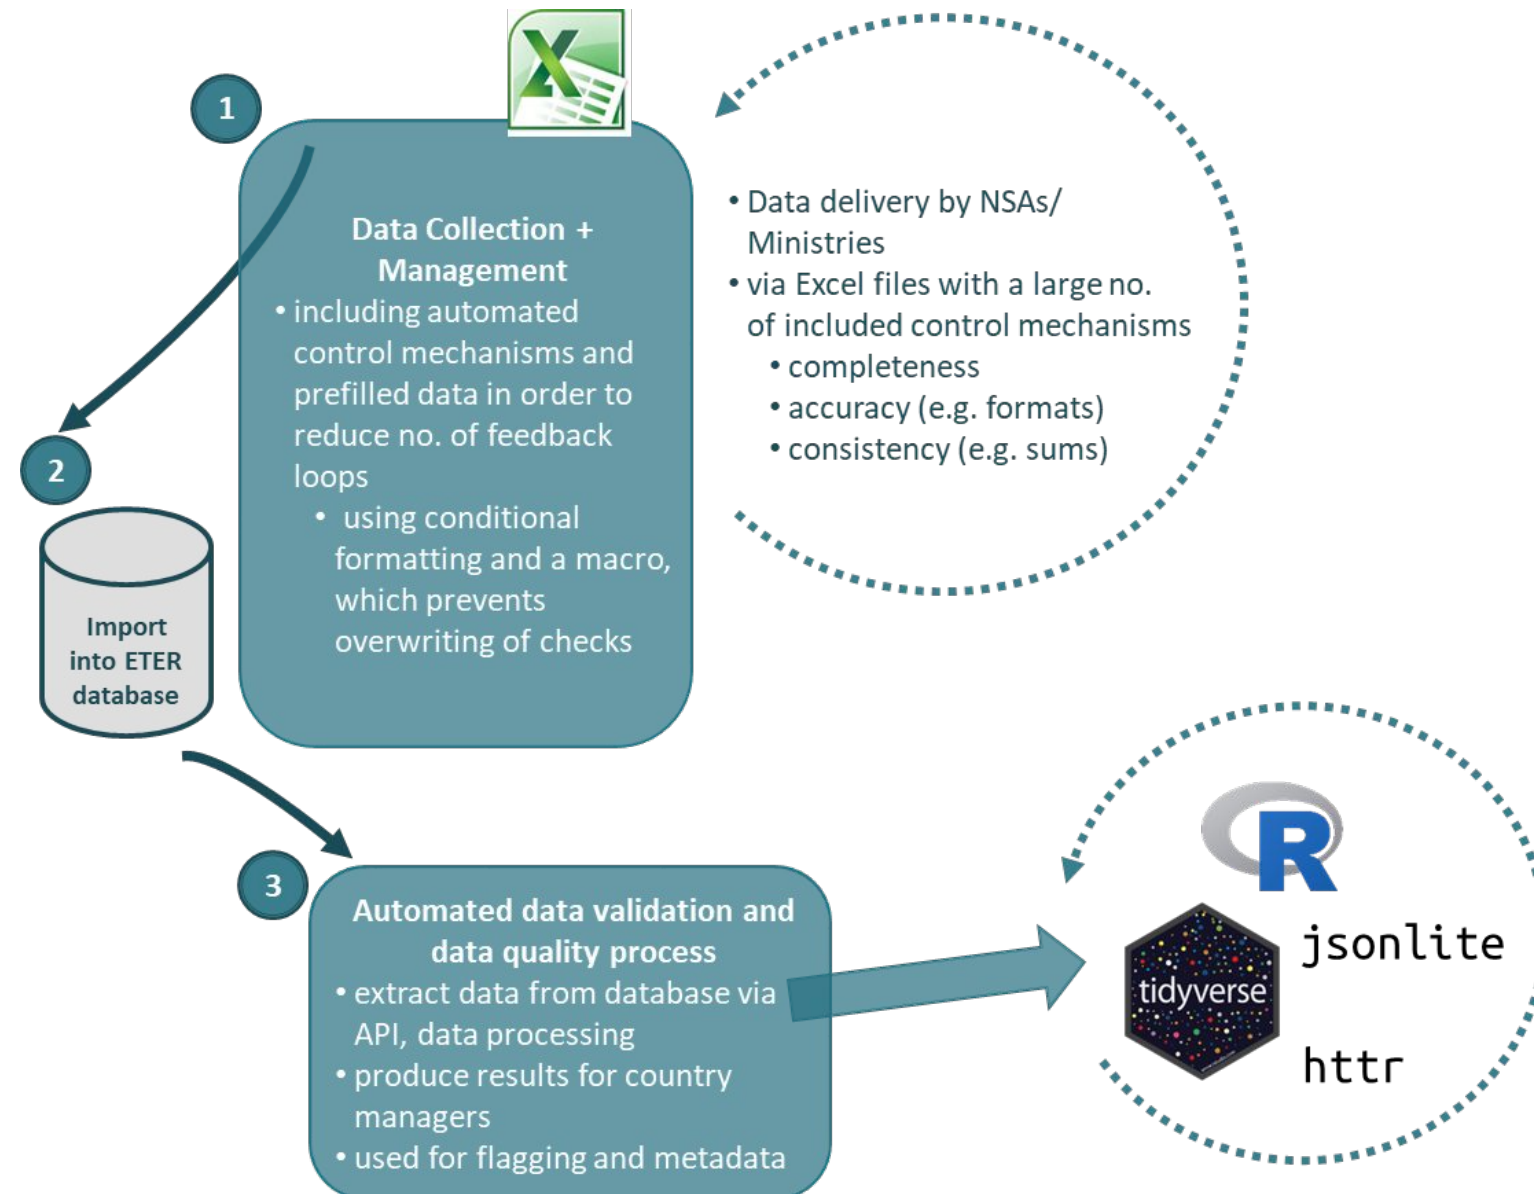 1
Data Collection +
Management
• including automated
control mechanisms and
prefilled data in order to
reduce no. of feedback
loops
• using conditional
formatting and a macro,
which prevents
overwriting of checks
• Data delivery by NSAs/
Ministries
• via Excel files with a large no.
of included control mechanisms
• completeness
• accuracy (e.g. formats)
• consistency (e.g. sums)
2
Import
into ETER
database
3
Automated data validation and
data quality process
• extract data from database via
API, data processing
• produce results for country
managers
• used for flagging and metadata
R
tidyverse
jsonlite
httr